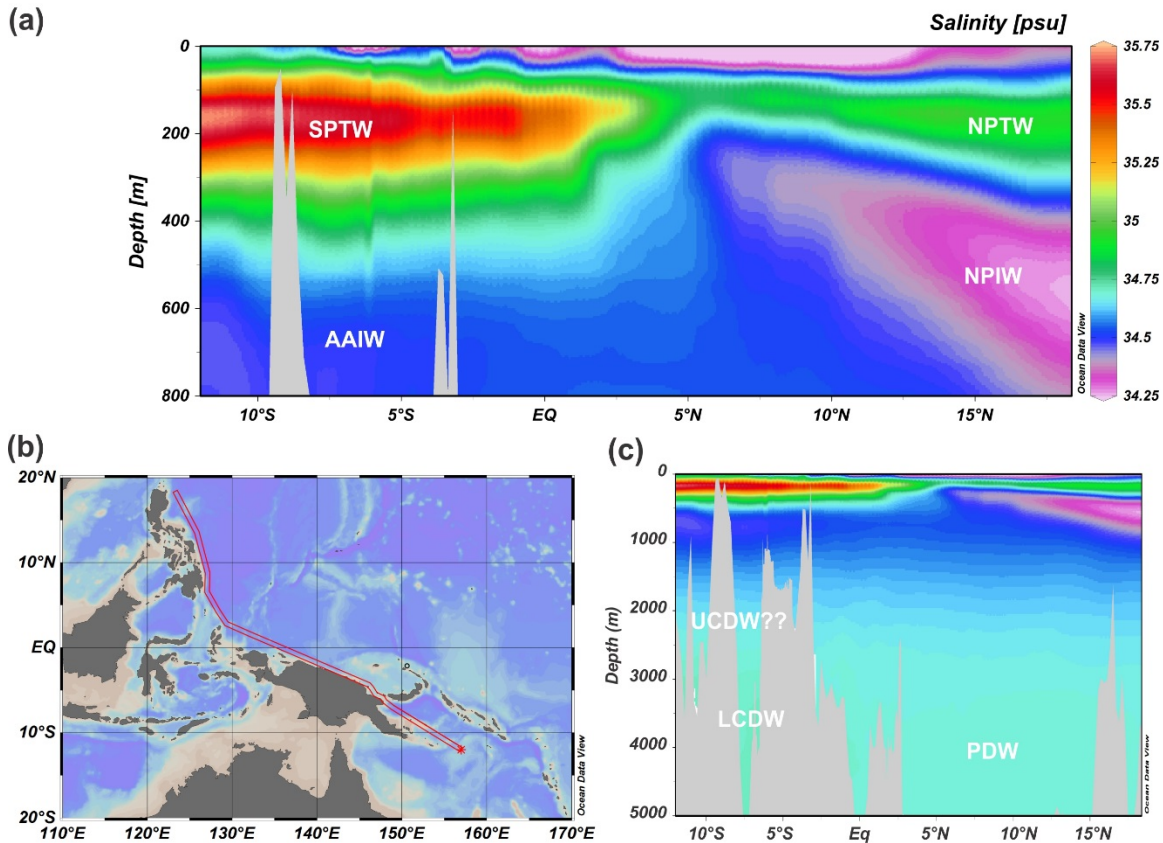 (a)
Salinity [psu]
0
200
400
600
800
Depth [m]
SPTW
NPTW
NPIW
AAIW
Ocean Data View
35.75
35.5
35.25
35
34.75
34.5
34.25
10°S
5°S
EQ
5°N
10°N
15°N
(b)
20°N
10°N
EQ
10°S
20°S
110°E
120°E
130°E
140°E
150°E
160°E
170°E
Ocean Data View
(c)
0
1000
2000
3000
4000
5000
Depth (m)
UCDW??
LCDW
PDW
Ocean Data View
10°S
5°S
Eq
5°N
10°N
15°N